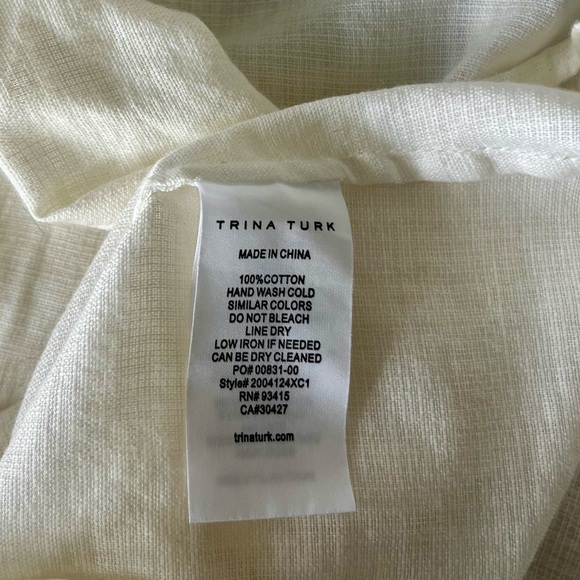 TRINA TURK
MADE IN CHINA
100%COTTON
HAND WASH COLD
SIMILAR COLORS
DO NOT BLEACH
LINE DRY
LOW IRON IF NEEDED
CAN BE DRY CLEANED
PO# 00831-00
Style# 2004124XC1
RN# 93415
CA#30427
trinaturk.com